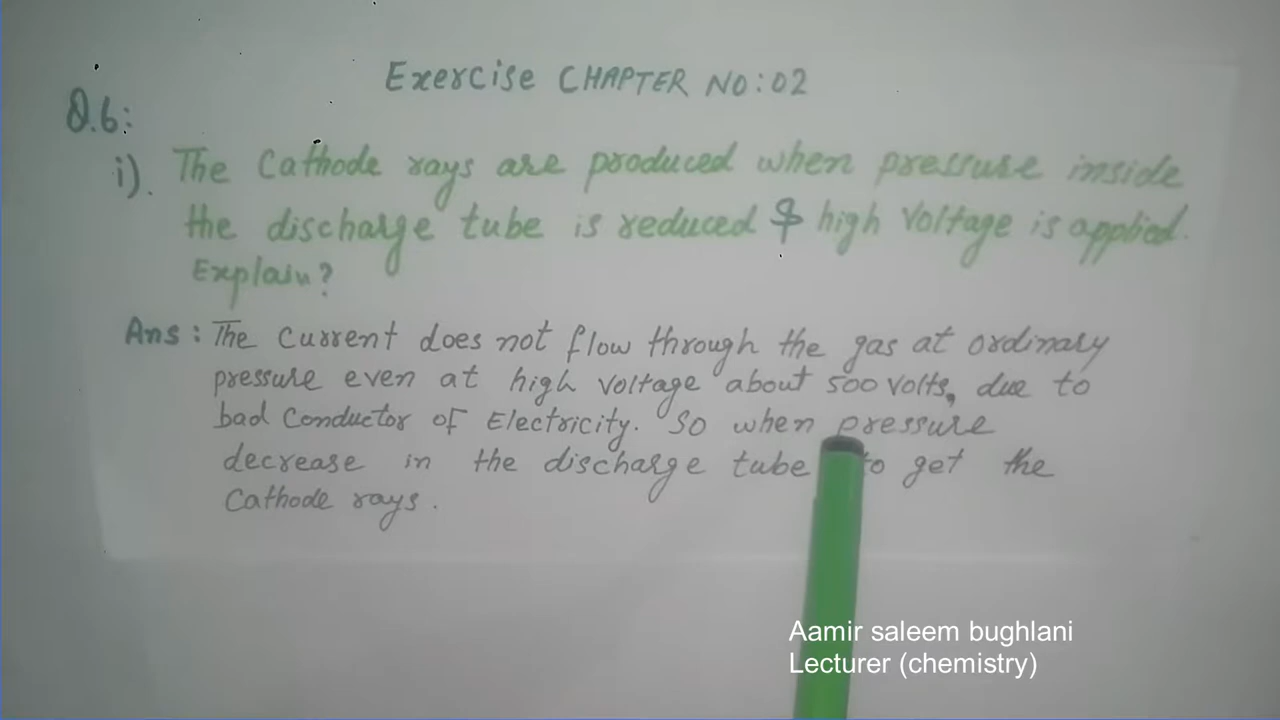 Exercise CHAPTER NO:02
Q.6:
i). The Cathode rays are produced when pressure inside
the discharge tube is reduced & high Voltage is applied.
Explain?
Ans: The Current does not flow through the gas at ordinary
pressure even at high voltage about 500 Volts, due to
bad Conductor of Electricity. So when pressure
decrease in the discharge tube to get the
Cathode rays.
Aamir saleem bughlani
Lecturer (chemistry)